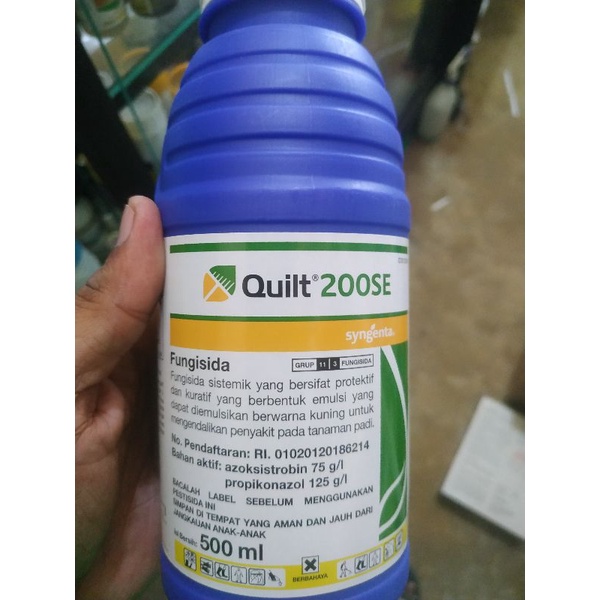 Quilt® 200SE
syngenta
Fungisida
GRUP 11 3 FUNGISIDA
Fungisida sistemik yang bersifat protektif
dan kuratif yang berbentuk emulsi yang
dapat diemulsikan berwarna kuning untuk
mengendalikan penyakit pada tanaman padi.
No. Pendaftaran: RI. 01020120186214
Bahan aktif: azoksistrobin 75 g/l
propikonazol 125 g/l
BACALAH LABEL SEBELUM MENGGUNAKAN
PESTISIDA INI
SIMPAN DI TEMPAT YANG AMAN DAN JAUH DARI
JANGKAUAN ANAK-ANAK
Isi Bersih: 500 ml
BERBAHAYA